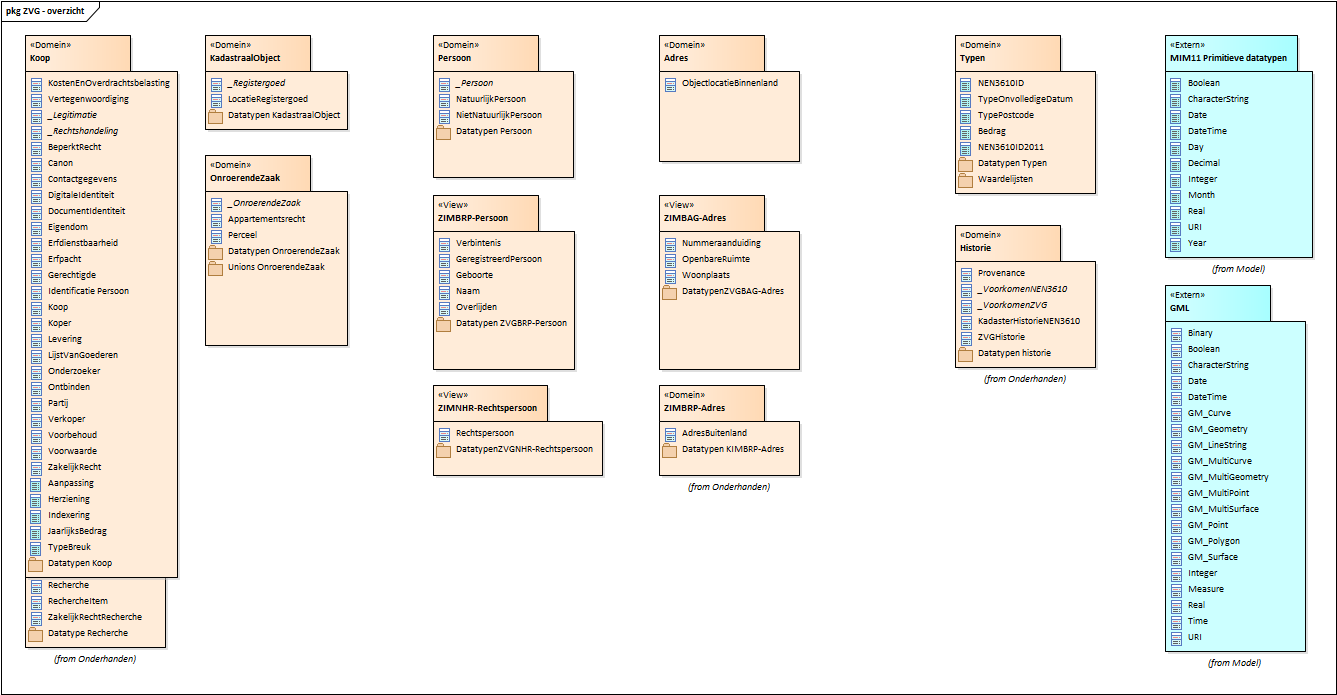 pkg ZVG - overzicht
«Domein»
Koop
KostenEnOverdrachtsbelasting
Vertegenwoordiging
_Legitimatie
_Rechtshandeling
BeperktRecht
Canon
Contactgegevens
DigitaleIdentiteit
DocumentIdentiteit
Eigendom
Erfdienstbaarheid
Erfpacht
Gerechtigde
Identificatie Persoon
Koop
Koper
Levering
LijstVanGoederen
Onderzoeker
Ontbinden
Partij
Verkoper
Voorbehoud
Voorwaarde
ZakelijkRecht
Aanpassing
Herziening
Indexering
JaarlijksBedrag
TypeBreuk
Datatypen Koop
Recherche
RechercheItem
ZakelijkRechtRecherche
Datatype Recherche
(from Onderhanden)
«Domein»
KadastraalObject
_Registergoed
LocatieRegistergoed
Datatypen KadastraalObject
«Domein»
OnroerendeZaak
_OnroerendeZaak
Appartementsrecht
Perceel
Datatypen OnroerendeZaak
Unions OnroerendeZaak
«Domein»
Persoon
_Persoon
NatuurlijkPersoon
NietNatuurlijkPersoon
Datatypen Persoon
«View»
ZIMBRP-Persoon
Verbintenis
GeregistreerdPersoon
Geboorte
Naam
Overlijden
Datatypen ZVGBRP-Persoon
«View»
ZIMNHR-Rechtspersoon
Rechtspersoon
DatatypenZVGNHR-Rechtspersoon
«Domein»
Adres
ObjectlocatieBinnenland
«View»
ZIMBAG-Adres
Nummeraanduiding
OpenbareRuimte
Woonplaats
DatatypenZVGBAG-Adres
«Domein»
ZIMBRP-Adres
AdresBuitenland
Datatypen KIMBRP-Adres
(from Onderhanden)
«Domein»
Typen
NEN3610ID
TypeOnvolledigeDatum
TypePostcode
Bedrag
NEN3610ID2011
Datatypen Typen
Waardelijsten
«Domein»
Historie
Provenance
_VoorkomenNEN3610
_VoorkomenZVG
KadasterHistorieNEN3610
ZVGHistorie
Datatypen historie
(from Onderhanden)
«Extern»
MIM11 Primitieve datatypen
Boolean
CharacterString
Date
DateTime
Day
Decimal
Integer
Month
Real
URI
Year
(from Model)
«Extern»
GML
Binary
Boolean
CharacterString
Date
DateTime
GM_Curve
GM_Geometry
GM_LineString
GM_MultiCurve
GM_MultiGeometry
GM_MultiPoint
GM_MultiSurface
GM_Point
GM_Polygon
GM_Surface
Integer
Measure
Real
Time
URI
(from Model)